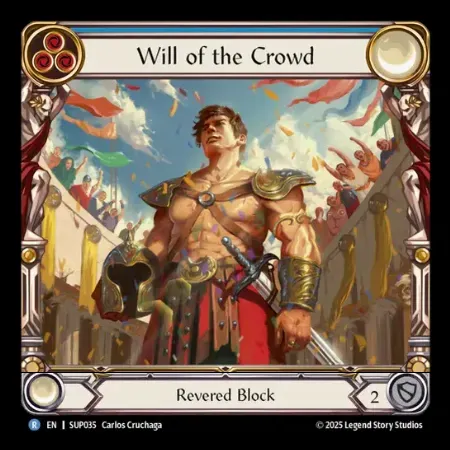 Will of the Crowd
Revered Block
2
R EN | SUP035 Carlos Cruchaga
© 2025 Legend Story Studios